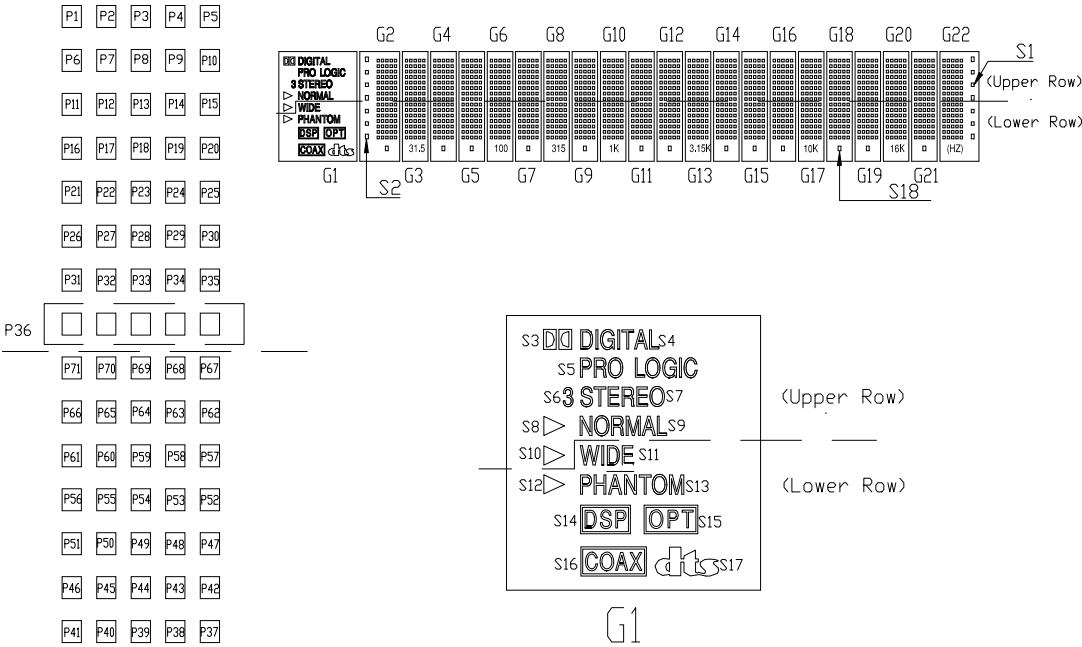 P1 P2 P3 P4 P5
P6 P7 P8 P9 P10
P11 P12 P13 P14 P15
P16 P17 P18 P19 P20
P21 P22 P23 P24 P25
P26 P27 P28 P29 P30
P31 P32 P33 P34 P35
P36
P71 P70 P69 P68 P67
P66 P65 P64 P63 P62
P61 P60 P59 P58 P57
P56 P55 P54 P53 P52
P51 P50 P49 P48 P47
P46 P45 P44 P43 P42
P41 P40 P39 P38 P37
G2 G4 G6 G8 G10 G12 G14 G16 G18 G20 G22
DIGITAL
PRO LOGIC
3 STEREO
NORMAL
WIDE
PHANTOM
DSP OPT
COAX dts
31.5 100 315 1K 3.15K 10K 16K (HZ)
G1 G3 G5 G7 G9 G11 G13 G15 G17 G19 G21
S1
(Upper Row)
(Lower Row)
S2
S18
S3 DIGITAL S4
S5 PRO LOGIC
S6 3 STEREO S7
S8 NORMAL S9
S10 WIDE S11
S12 PHANTOM S13
S14 DSP OPT S15
S16 COAX dts S17
(Upper Row)
(Lower Row)
G1